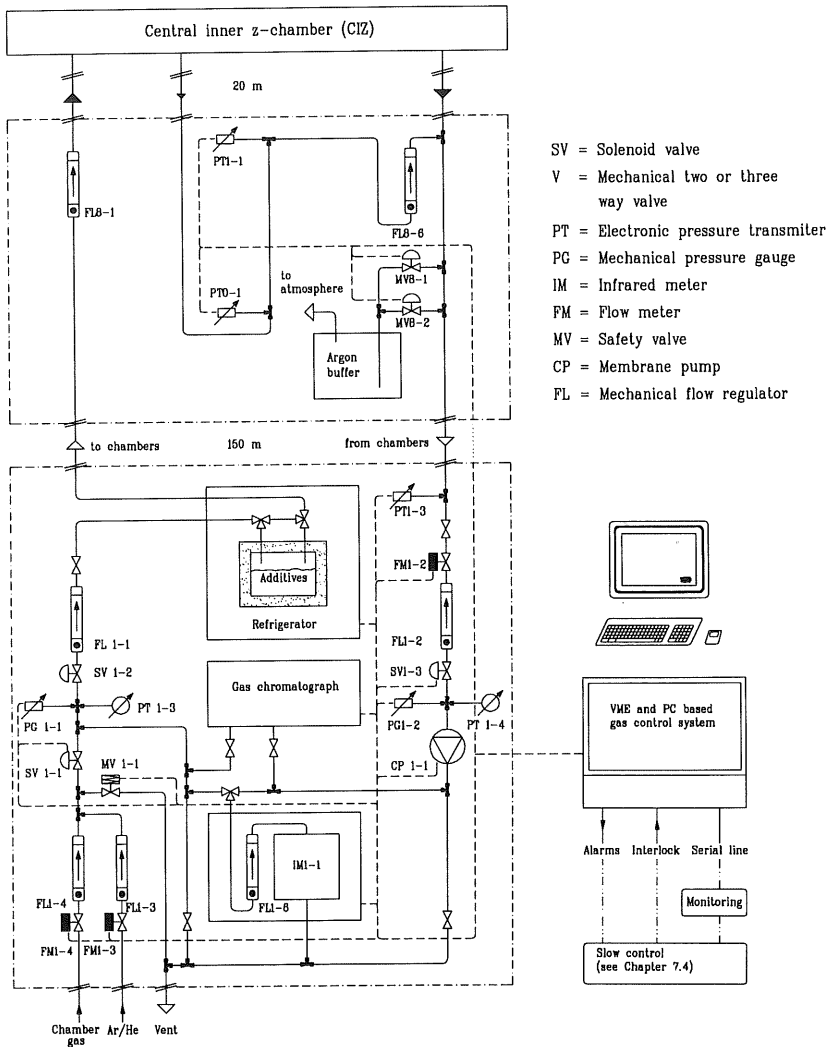 Central inner z-chamber (CIZ)
20 m
PT1-1
FL8-1
FL8-6
to
atmosphere
MV8-1
PT0-1
MV8-2
Argon
buffer
SV = Solenoid valve
V = Mechanical two or three
way valve
PT = Electronic pressure transmiter
PG = Mechanical pressure gauge
IM = Infrared meter
FM = Flow meter
MV = Safety valve
CP = Membrane pump
FL = Mechanical flow regulator
to chambers
150 m
from chambers
PT1-3
FM1-2
Additives
Refrigerator
FL 1-1
FL1-2
SV 1-2
SV1-3
Gas chromatograph
PG 1-1
PT 1-3
PG1-2
PT 1-4
SV 1-1
MV 1-1
CP 1-1
VME and PC based
gas control system
IM1-1
FL1-4
FL1-3
FL1-6
FM1-4
FM1-3
Alarms
Interlock
Serial line
Monitoring
Slow control
(see Chapter 7.4)
Chamber
gas
Ar/He
Vent